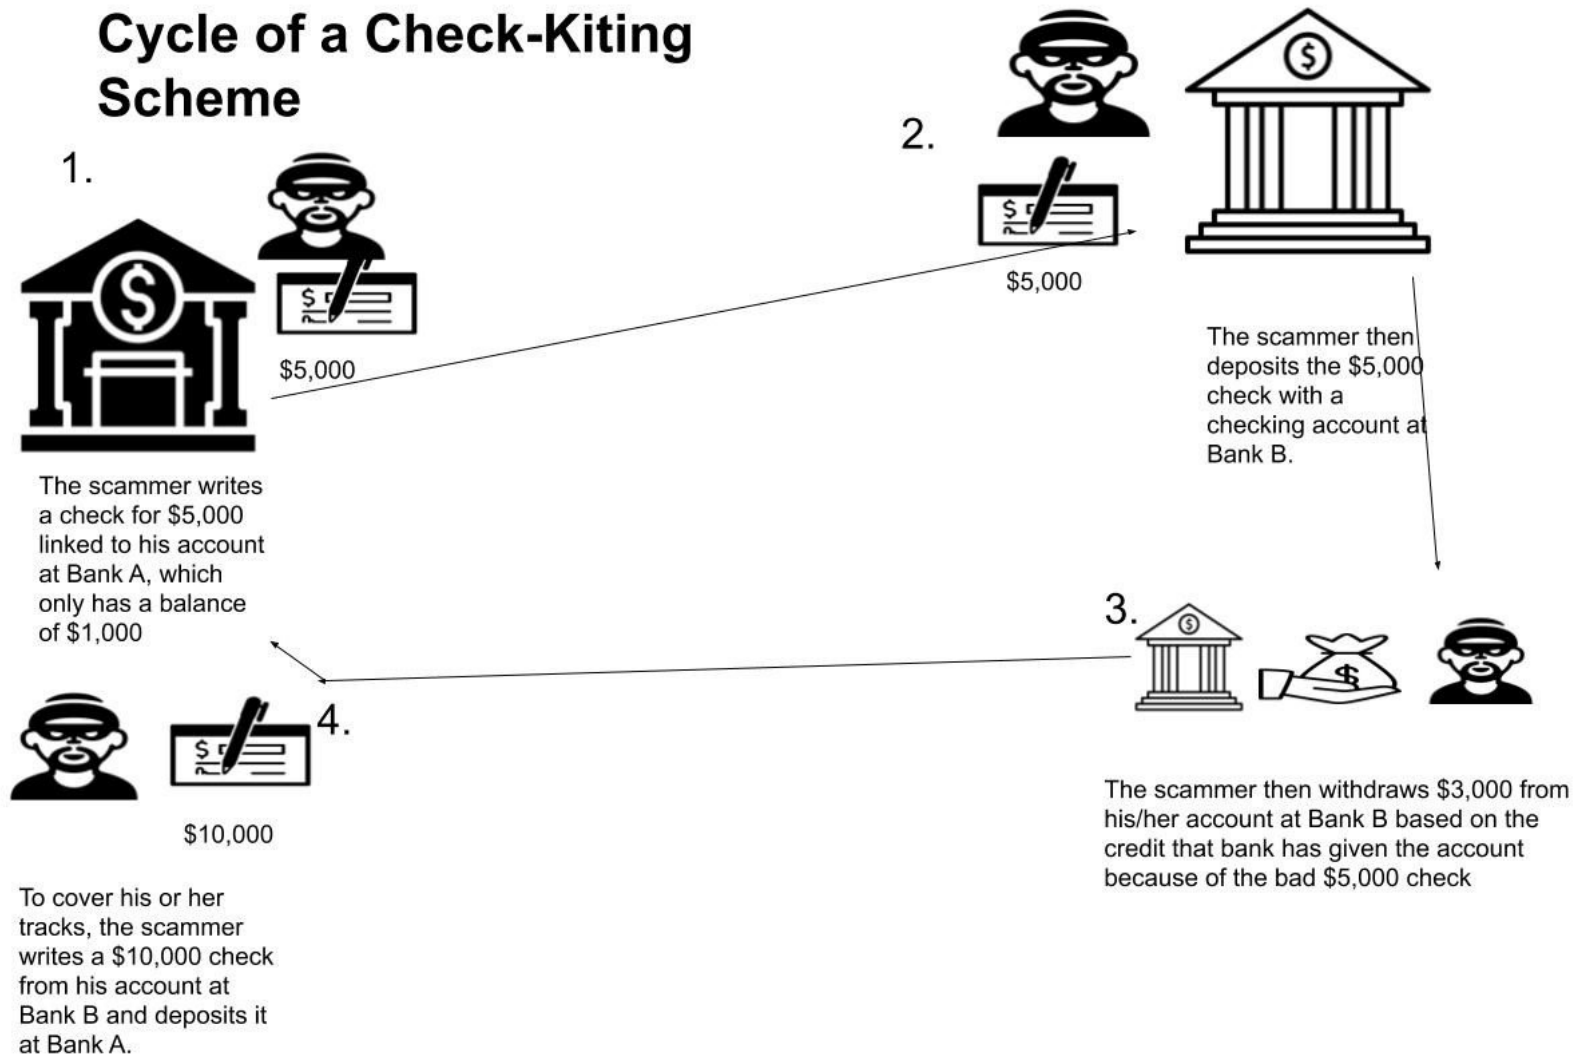 Cycle of a Check-Kiting
Scheme
1.
$
$
$5,000
The scammer writes
a check for $5,000
linked to his account
at Bank A, which
only has a balance
of $1,000
2.
$
$
$5,000
The scammer then
deposits the $5,000
check with a
checking account at
Bank B.
3.
$
$
The scammer then withdraws $3,000 from
his/her account at Bank B based on the
credit that bank has given the account
because of the bad $5,000 check
4.
$
$10,000
To cover his or her
tracks, the scammer
writes a $10,000 check
from his account at
Bank B and deposits it
at Bank A.